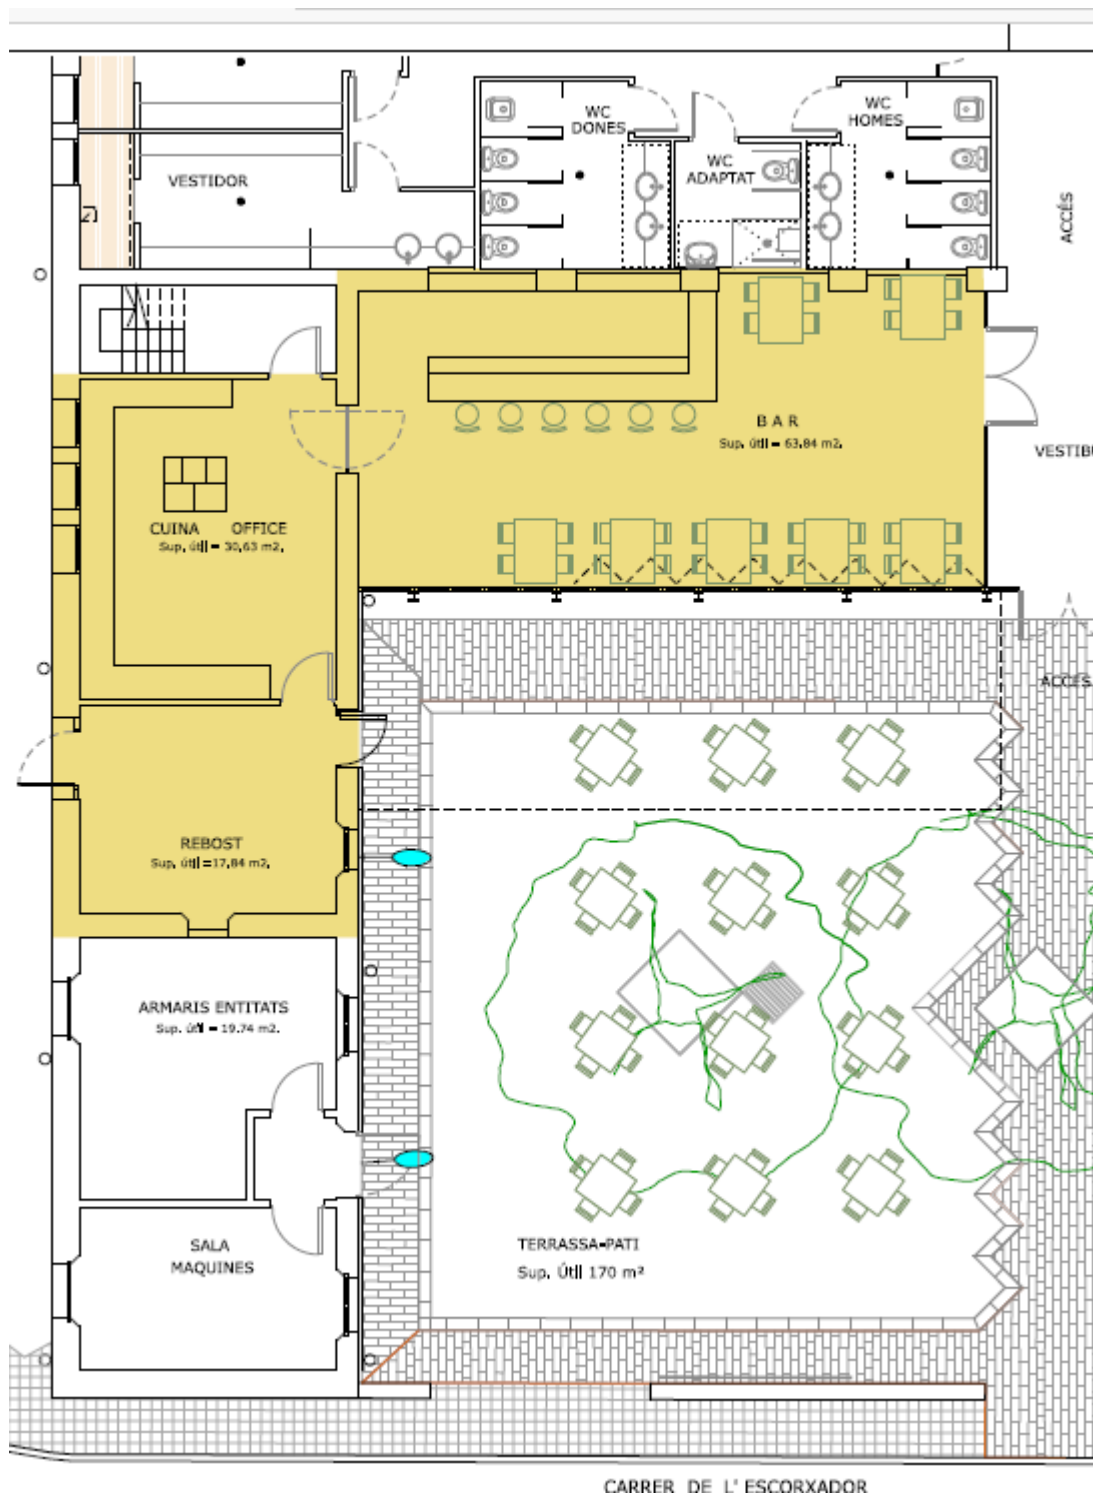 WC
DONES
WC
HOMES
WC
ADAPTAT
VESTIDOR
ACCÉS
BAR
Sup. útil = 63,84 m2.
VESTIBU
CUINA OFFICE
Sup. útil = 30,63 m2.
ACCÉS.
REBOST
Sup. útil =17,84 m2.
ARMARIS ENTITATS
Sup. útil = 19.74 m2.
SALA
MAQUINES
TERRASSA-PATI
Sup. Útil 170 m²
CARRER DE L' ESCORXADOR